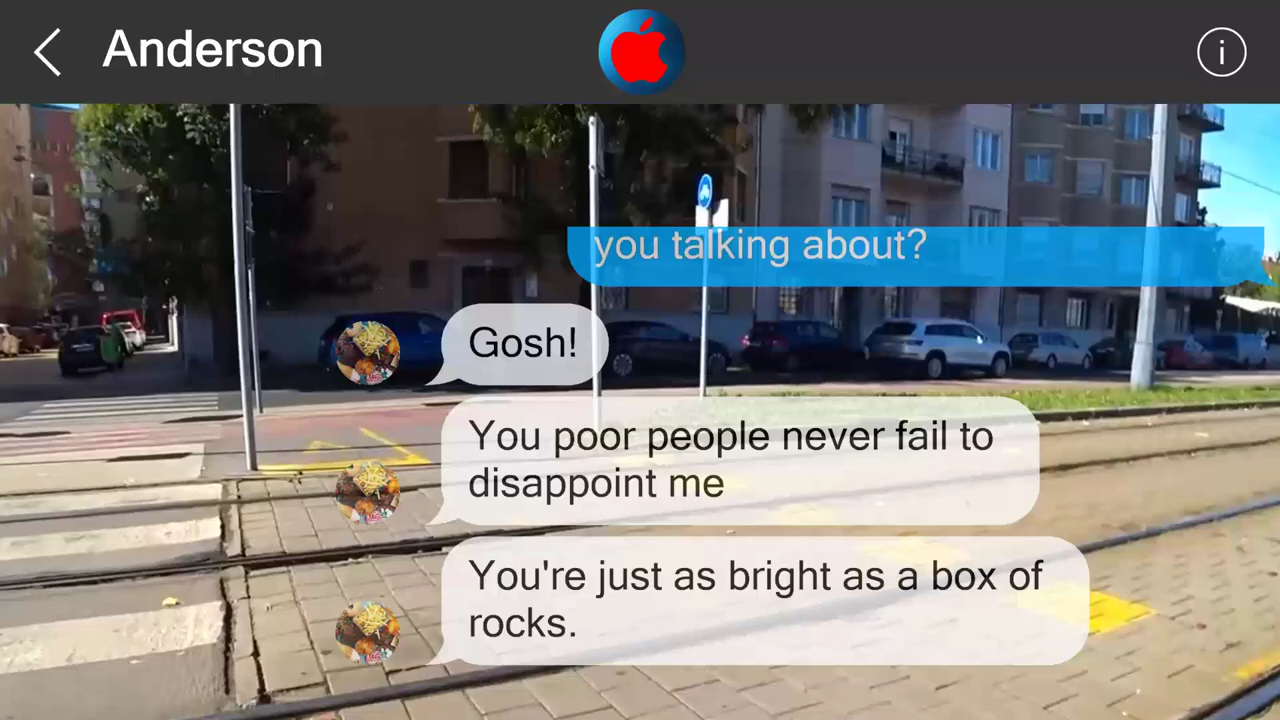 Anderson
i
you talking about?
Gosh!
You poor people never fail to
disappoint me
You're just as bright as a box of
rocks.